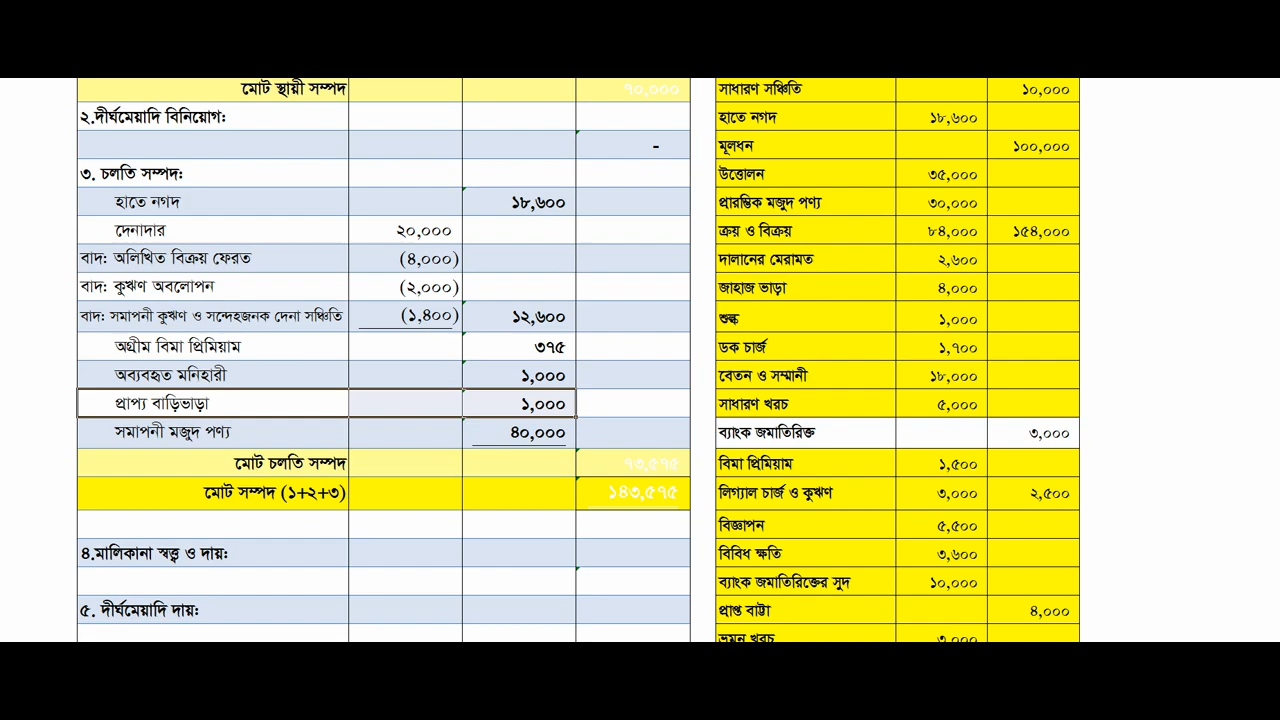 মোট স্থায়ী সম্পদ ৭০,০০০
২.দীর্ঘমেয়াদি বিনিয়োগ:
-
৩. চলতি সম্পদ:
হাতে নগদ ১৮,৬০০
দেনাদার ২০,০০০
বাদ: অলিখিত বিক্রয় ফেরত (৪,০০০)
বাদ: কুঋণ অবলোপন (২,০০০)
বাদ: সমাপনী কুঋণ ও সন্দেহজনক দেনা সঞ্চিতি (১,৪০০) ১২,৬০০
অগ্রীম বিমা প্রিমিয়াম ৩৭৫
অব্যবহৃত মনিহারী ১,০০০
প্রাপ্য বাড়িভাড়া ১,০০০
সমাপনী মজুদ পণ্য ৪০,০০০
মোট চলতি সম্পদ ৭৩,৫৭৫
মোট সম্পদ (১+২+৩) ১৪৩,৫৭৫
৪.মালিকানা স্বত্ত্ব ও দায়:
৫. দীর্ঘমেয়াদি দায়:
সাধারণ সঞ্চিতি ১০,০০০
হাতে নগদ ১৮,৬০০
মূলধন ১০০,০০০
উত্তোলন ৩৫,০০০
প্রারম্ভিক মজুদ পণ্য ৩০,০০০
ক্রয় ও বিক্রয় ৮৪,০০০ ১৫৪,০০০
দালানের মেরামত ২,৬০০
জাহাজ ভাড়া ৪,০০০
শুল্ক ১,০০০
ডক চার্জ ১,৭০০
বেতন ও সম্মানী ১৮,০০০
সাধারণ খরচ ৫,০০০
ব্যাংক জমাতিরিক্ত ৩,০০০
বিমা প্রিমিয়াম ১,৫০০
লিগ্যাল চার্জ ও কুঋণ ৩,০০০ ২,৫০০
বিজ্ঞাপন ৫,৫০০
বিবিধ ক্ষতি ৩,৬০০
ব্যাংক জমাতিরিক্তের সুদ ১০,০০০
প্রাপ্ত বাট্টা ৪,০০০
ভ্রমন খরচ ৩,০০০